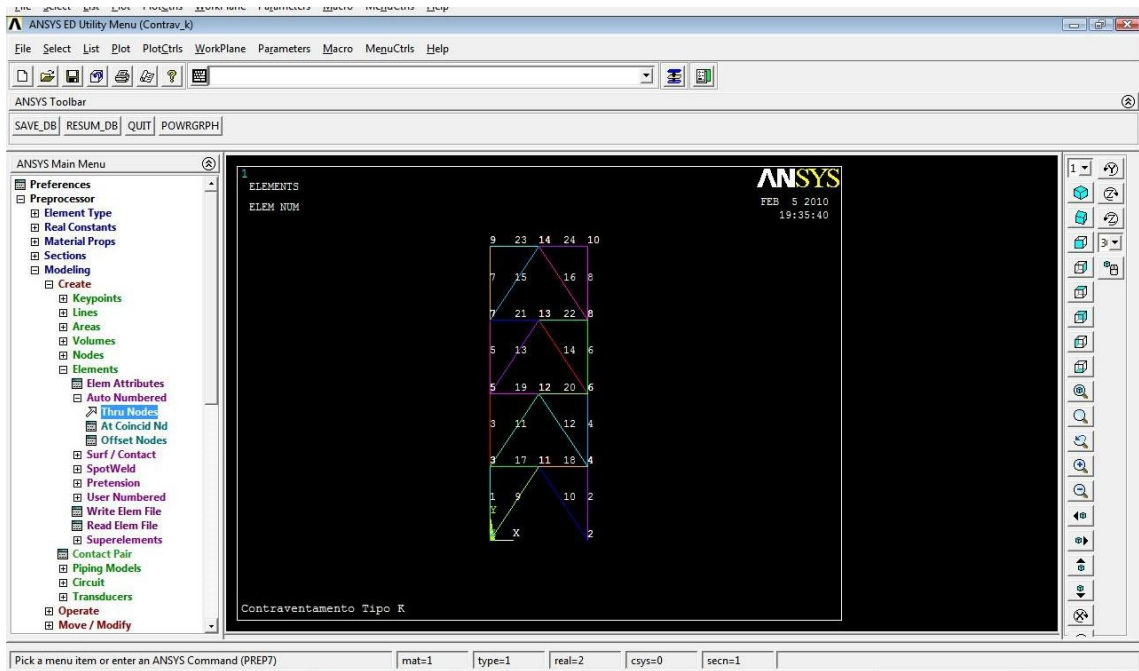 ANSYS ED Utility Menu (Contrav_k)
File Select List Plot PlotCtrls WorkPlane Parameters Macro MenuCtrls Help
ANSYS Toolbar
SAVE_DB RESUM_DB QUIT POWRGRPH
ANSYS Main Menu
Preferences
Preprocessor
Element Type
Real Constants
Material Props
Sections
Modeling
Create
Keypoints
Lines
Areas
Volumes
Nodes
Elements
Elem Attributes
Auto Numbered
Thru Nodes
At Coincid Nd
Offset Nodes
Surf / Contact
SpotWeld
Pretension
User Numbered
Write Elem File
Read Elem File
Superelements
Contact Pair
Piping Models
Circuit
Transducers
Operate
Move / Modify
1
ELEMENTS
ELEM NUM
ANSYS
FEB 5 2010
19:35:40
9 23 14 24 10
7 15 16 8
7 21 13 22 8
5 13 14 6
5 19 12 20 6
3 11 12 4
3 17 11 18 4
1 9 10 2
Y
X 2
Contraventamento Tipo K
1
Pick a menu item or enter an ANSYS Command (PREP7) mat=1 type=1 real=2 csys=0 secn=1